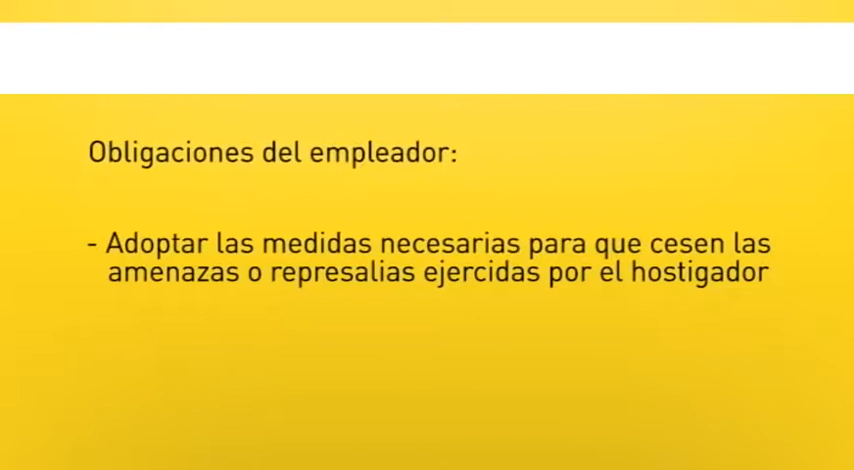 Obligaciones del empleador:
- Adoptar las medidas necesarias para que cesen las
amenazas o represalias ejercidas por el hostigador